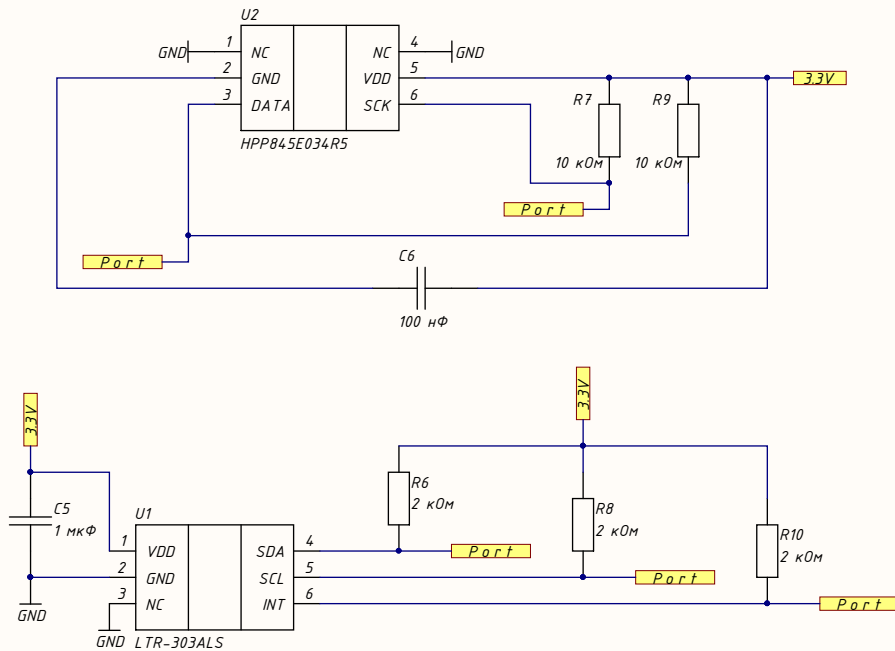 U2
GND 1 NC NC 4 GND
2 GND VDD 5 3.3V
3 DATA SCK 6
HPP845E034R5
R7 R9
10 кОм 10 кОм
Port
Port
C6
100 нФ
3.3V
3.3V
C5
1 мкФ
U1
R6
2 кОм
R8
2 кОм
R10
2 кОм
1 VDD SDA 4 Port
2 GND SCL 5 Port
3 NC INT 6 Port
GND
GND
LTR-303ALS